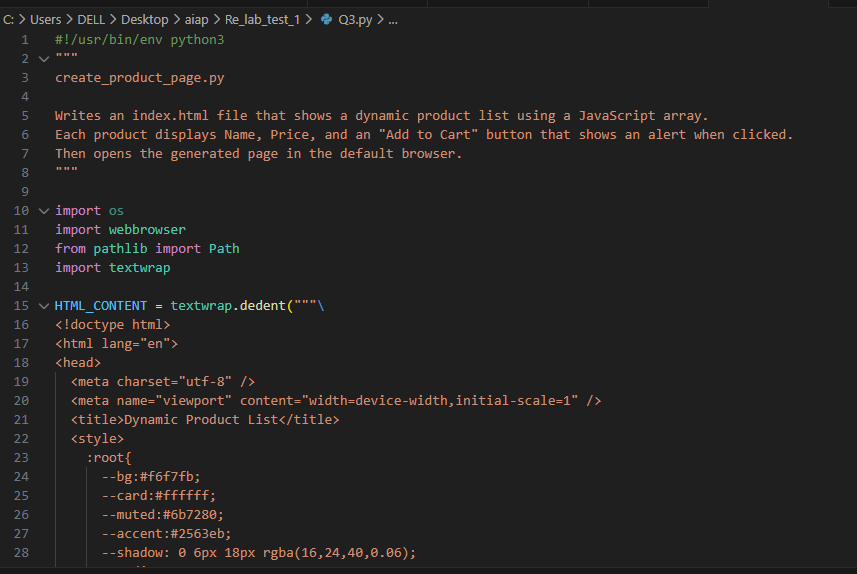 C: > Users > DELL > Desktop > aiap > Re_lab_test_1 > Q3.py > ...
1 #!/usr/bin/env python3
2 """
3 create_product_page.py
4
5 Writes an index.html file that shows a dynamic product list using a JavaScript array.
6 Each product displays Name, Price, and an "Add to Cart" button that shows an alert when clicked.
7 Then opens the generated page in the default browser.
8 """
9
10 import os
11 import webbrowser
12 from pathlib import Path
13 import textwrap
14
15 HTML_CONTENT = textwrap.dedent("""\
16 <!doctype html>
17 <html lang="en">
18 <head>
19   <meta charset="utf-8" />
20   <meta name="viewport" content="width=device-width,initial-scale=1" />
21   <title>Dynamic Product List</title>
22   <style>
23     :root{
24       --bg:#f6f7fb;
25       --card:#ffffff;
26       --muted:#6b7280;
27       --accent:#2563eb;
28       --shadow: 0 6px 18px rgba(16,24,40,0.06);